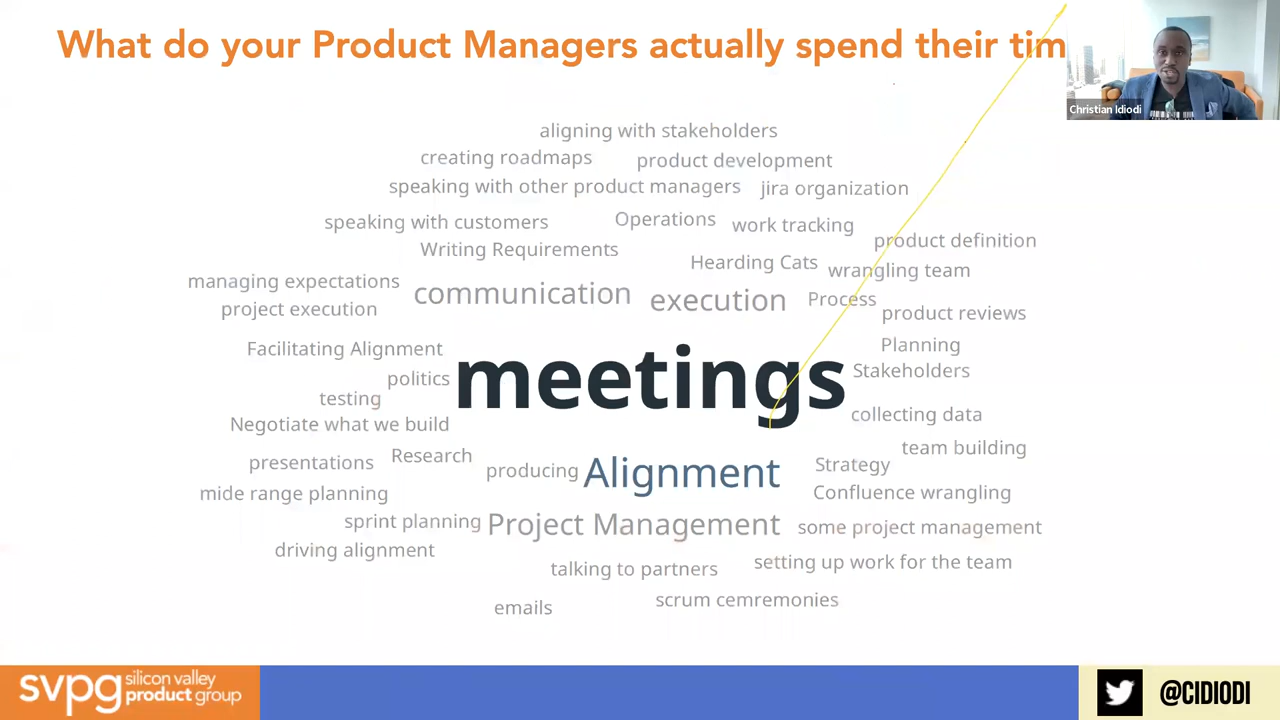 What do your Product Managers actually spend their tim
Christian Idiodi
aligning with stakeholders
creating roadmaps
product development
speaking with other product managers
jira organization
speaking with customers
Operations
work tracking
product definition
Writing Requirements
Hearding Cats
wrangling team
managing expectations
communication
execution
Process
project execution
product reviews
Facilitating Alignment
meetings
Planning
politics
Stakeholders
testing
collecting data
Negotiate what we build
team building
presentations
Research
producing
Alignment
Strategy
mide range planning
Confluence wrangling
sprint planning
Project Management
some project management
driving alignment
talking to partners
setting up work for the team
emails
scrum cemremonies
svpg
silicon valley
product group
@CIDIODI